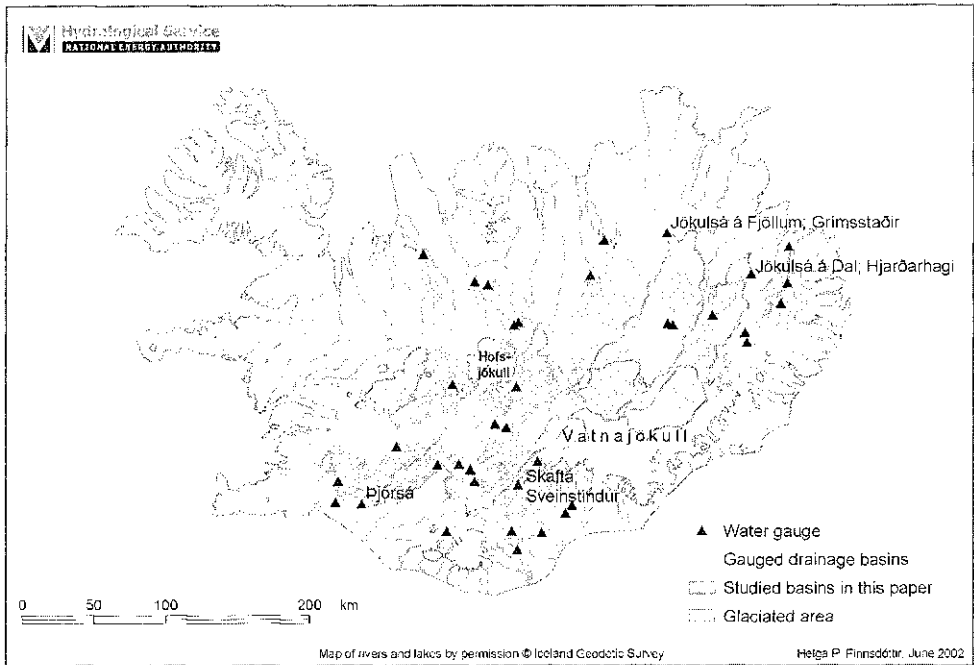 Hydrological Service
NATIONAL ENERGY AUTHORITY
Jökulsá á Fjöllum; Grímsstaðir
Jökulsá á Dal; Hjarðarhagi
Hofs-
jökull
Vatnajökull
Skaftá
Sveinstindur
Þjórsá
Water gauge
Gauged drainage basins
Studied basins in this paper
Glaciated area
0 50 100 200 km
Map of rivers and lakes by permission © Iceland Geodetic Survey
Helga P. Finnsdóttir, June 2002